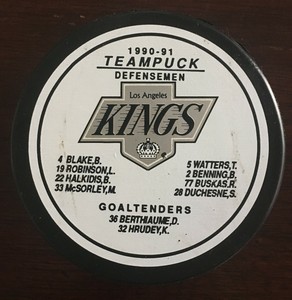 1990-91
TEAMPUCK
DEFENSEMEN
Los Angeles
KINGS
4 BLAKE,B.
19 ROBINSON,L.
22 HALKIDIS,B.
33 McSORLEY,M.
5 WATTERS,T.
2 BENNING,B.
77 BUSKAS,R.
28 DUCHESNE,S.
GOALTENDERS
36 BERTHIAUME,D.
32 HRUDEY,K.